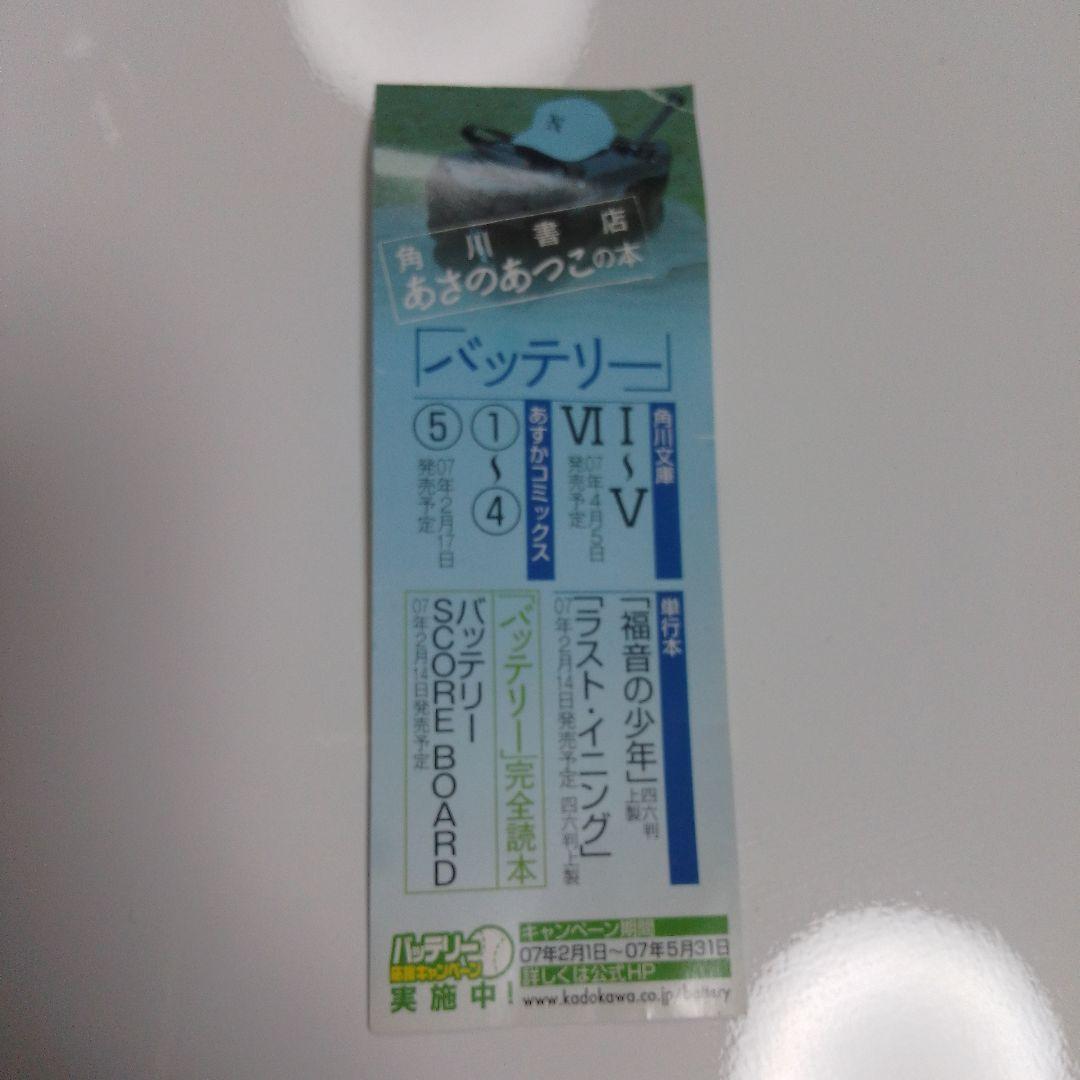 角川書店
あさのあつこの本
「バッテリー」
角川文庫
Ⅰ～Ⅴ
Ⅵ 07年4月5日発売予定
あすかコミックス
①～④
⑤ 07年2月17日発売予定
単行本
「福音の少年」四六判上製
「ラスト・イニング」
07年2月14日発売予定 四六判上製
「バッテリー」完全読本
バッテリー
SCORE BOARD
07年2月14日発売予定
バッテリー
応援キャンペーン
実施中！
キャンペーン期間
07年2月1日～07年5月31日
詳しくは公式HP
www.kadokawa.co.jp/battery